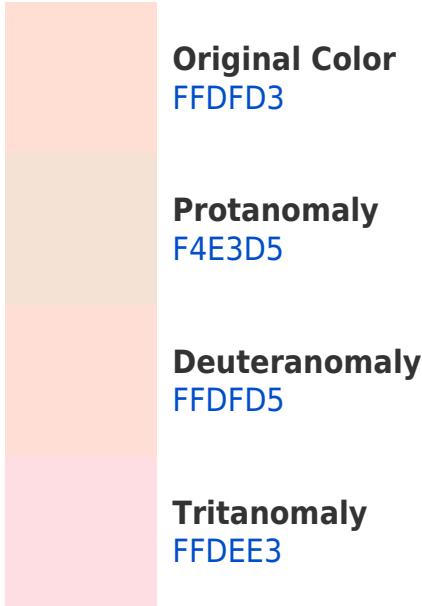 Original Color
FFDFD3
Protanomaly
F4E3D5
Deuteranomaly
FFDFD5
Tritanomaly
FFDEE3